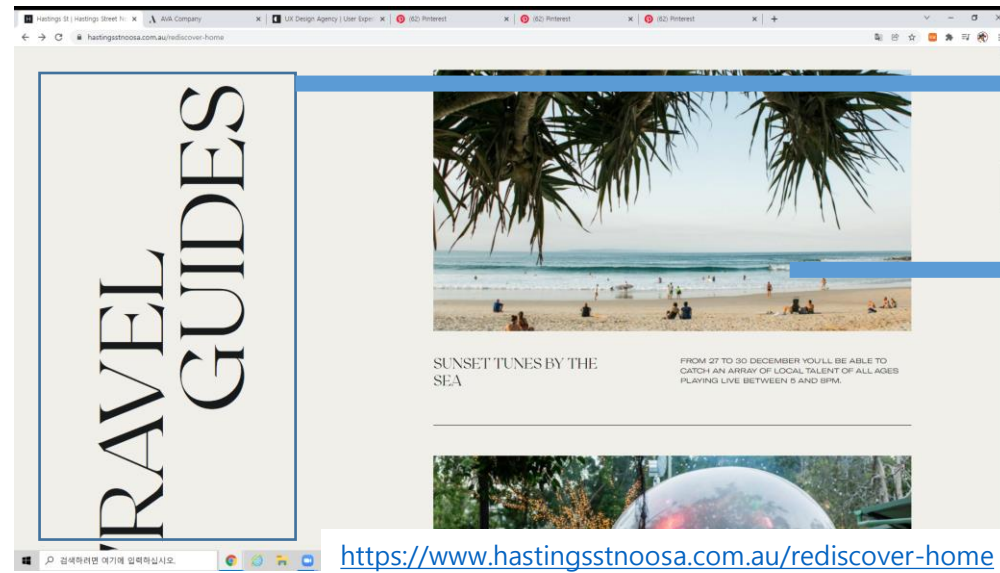 Hastings St | Hastings Street No
AVA Company
UX Design Agency | User Exper
(62) Pinterest
(62) Pinterest
(62) Pinterest
hastingsstnoosa.com.au/rediscover-home
RAVEL
GUIDES
SUNSET TUNES BY THE
SEA
FROM 27 TO 30 DECEMBER YOU'LL BE ABLE TO
CATCH AN ARRAY OF LOCAL TALENT OF ALL AGES
PLAYING LIVE BETWEEN 5 AND 8PM.
검색하려면 여기에 입력하십시오.
https://www.hastingsstnoosa.com.au/rediscover-home